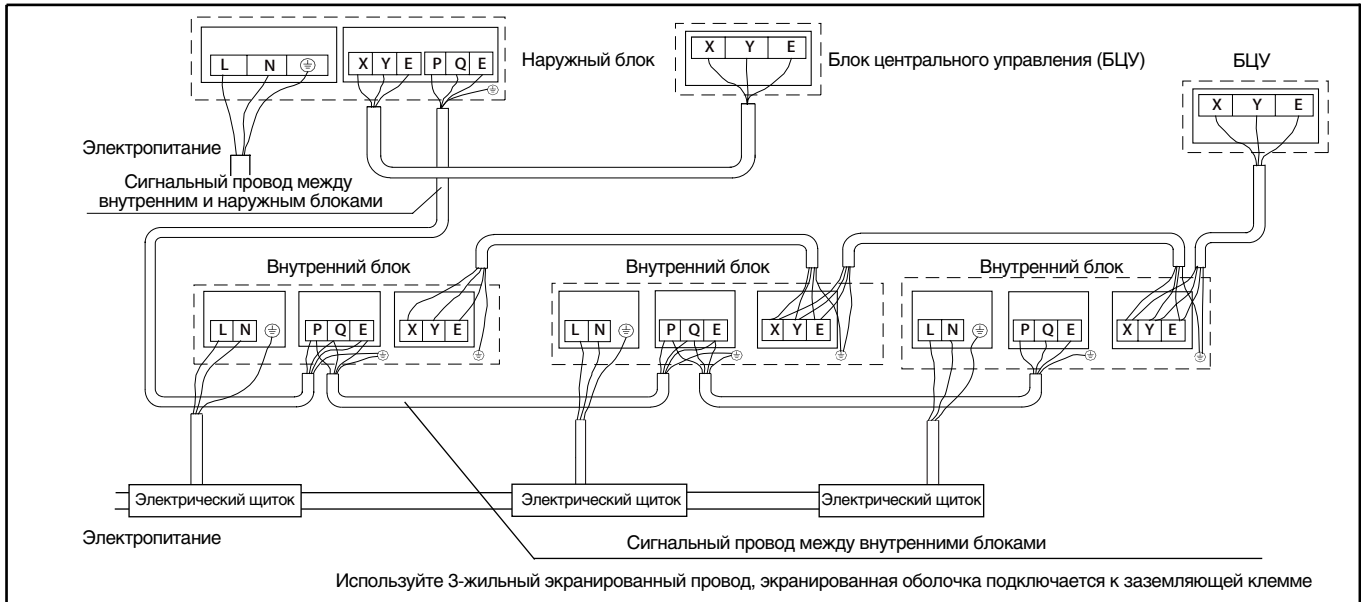 L N
X Y E P Q E
Наружный блок
X Y E
Блок центрального управления (БЦУ)
БЦУ
X Y E
Электропитание
Сигнальный провод между
внутренним и наружным блоками
Внутренний блок
Внутренний блок
Внутренний блок
L N
P Q E
X Y E
L N
P Q E
X Y E
L N
P Q E
X Y E
Электрический щиток
Электрический щиток
Электрический щиток
Электропитание
Сигнальный провод между внутренними блоками
Используйте 3-жильный экранированный провод, экранированная оболочка подключается к заземляющей клемме